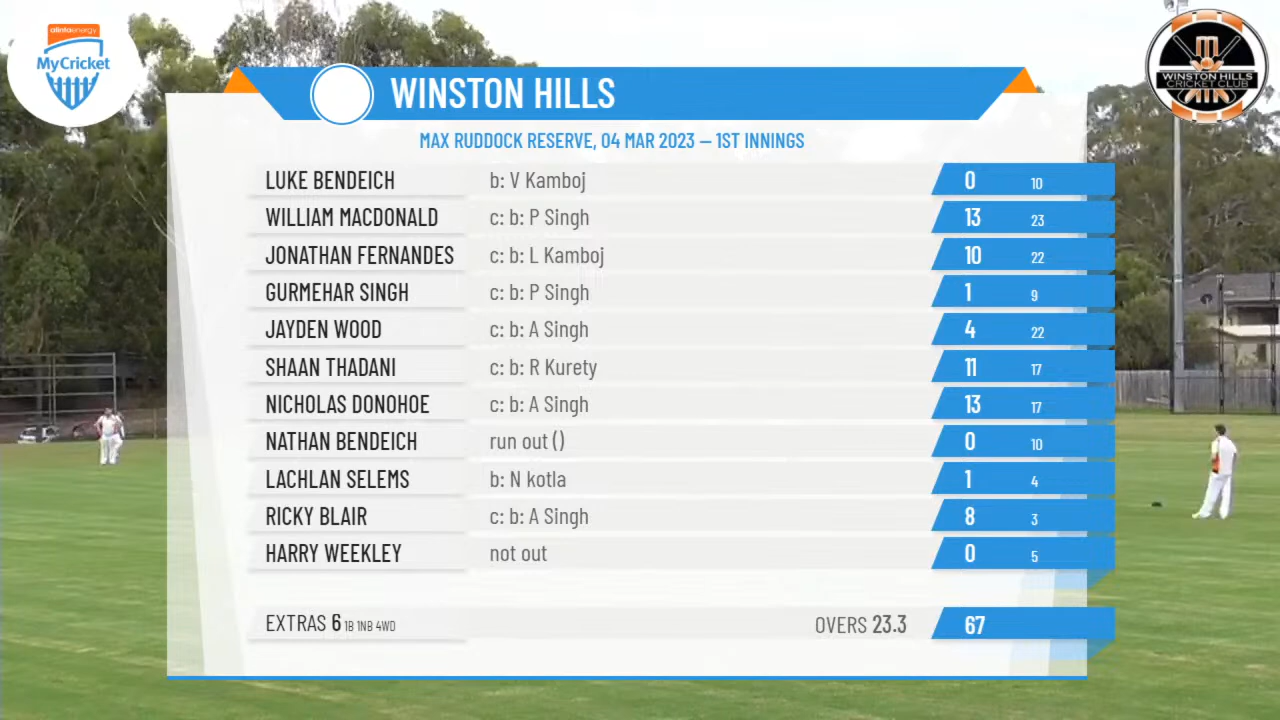 alintaenergy
MyCricket
WINSTON HILLS
CRICKET CLUB
WINSTON HILLS
MAX RUDDOCK RESERVE, 04 MAR 2023 – 1ST INNINGS
LUKE BENDEICH b: V Kamboj 0 10
WILLIAM MACDONALD c: b: P Singh 13 23
JONATHAN FERNANDES c: b: L Kamboj 10 22
GURMEHAR SINGH c: b: P Singh 1 9
JAYDEN WOOD c: b: A Singh 4 22
SHAAN THADANI c: b: R Kurety 11 17
NICHOLAS DONOHOE c: b: A Singh 13 17
NATHAN BENDEICH run out () 0 10
LACHLAN SELEMS b: N kotla 1 4
RICKY BLAIR c: b: A Singh 8 3
HARRY WEEKLEY not out 0 5
EXTRAS 6 1B 1NB 4WD OVERS 23.3 67